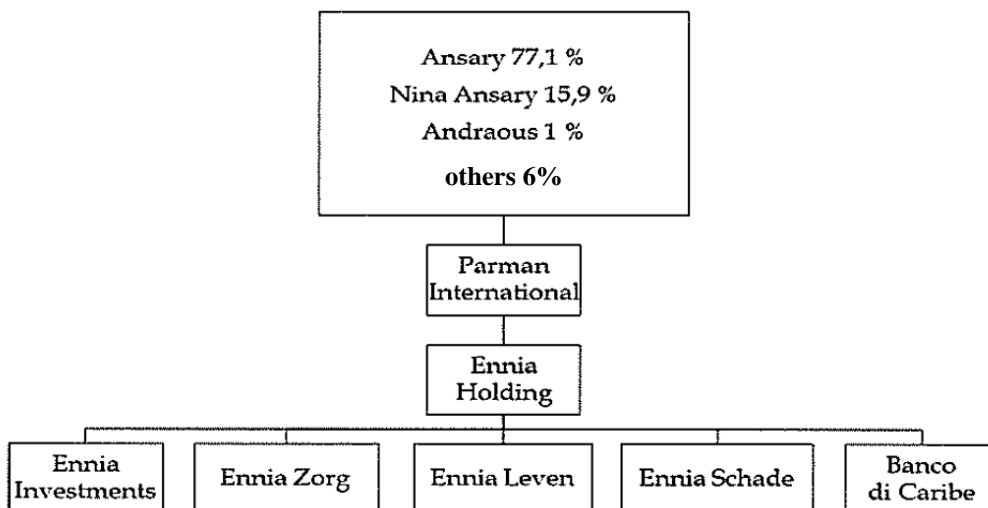 Ansary 77,1 %
Nina Ansary 15,9 %
Andraous 1 %
others 6%
Parman
International
Ennia
Holding
Ennia
Investments
Ennia Zorg
Ennia Leven
Ennia Schade
Banco
di Caribe